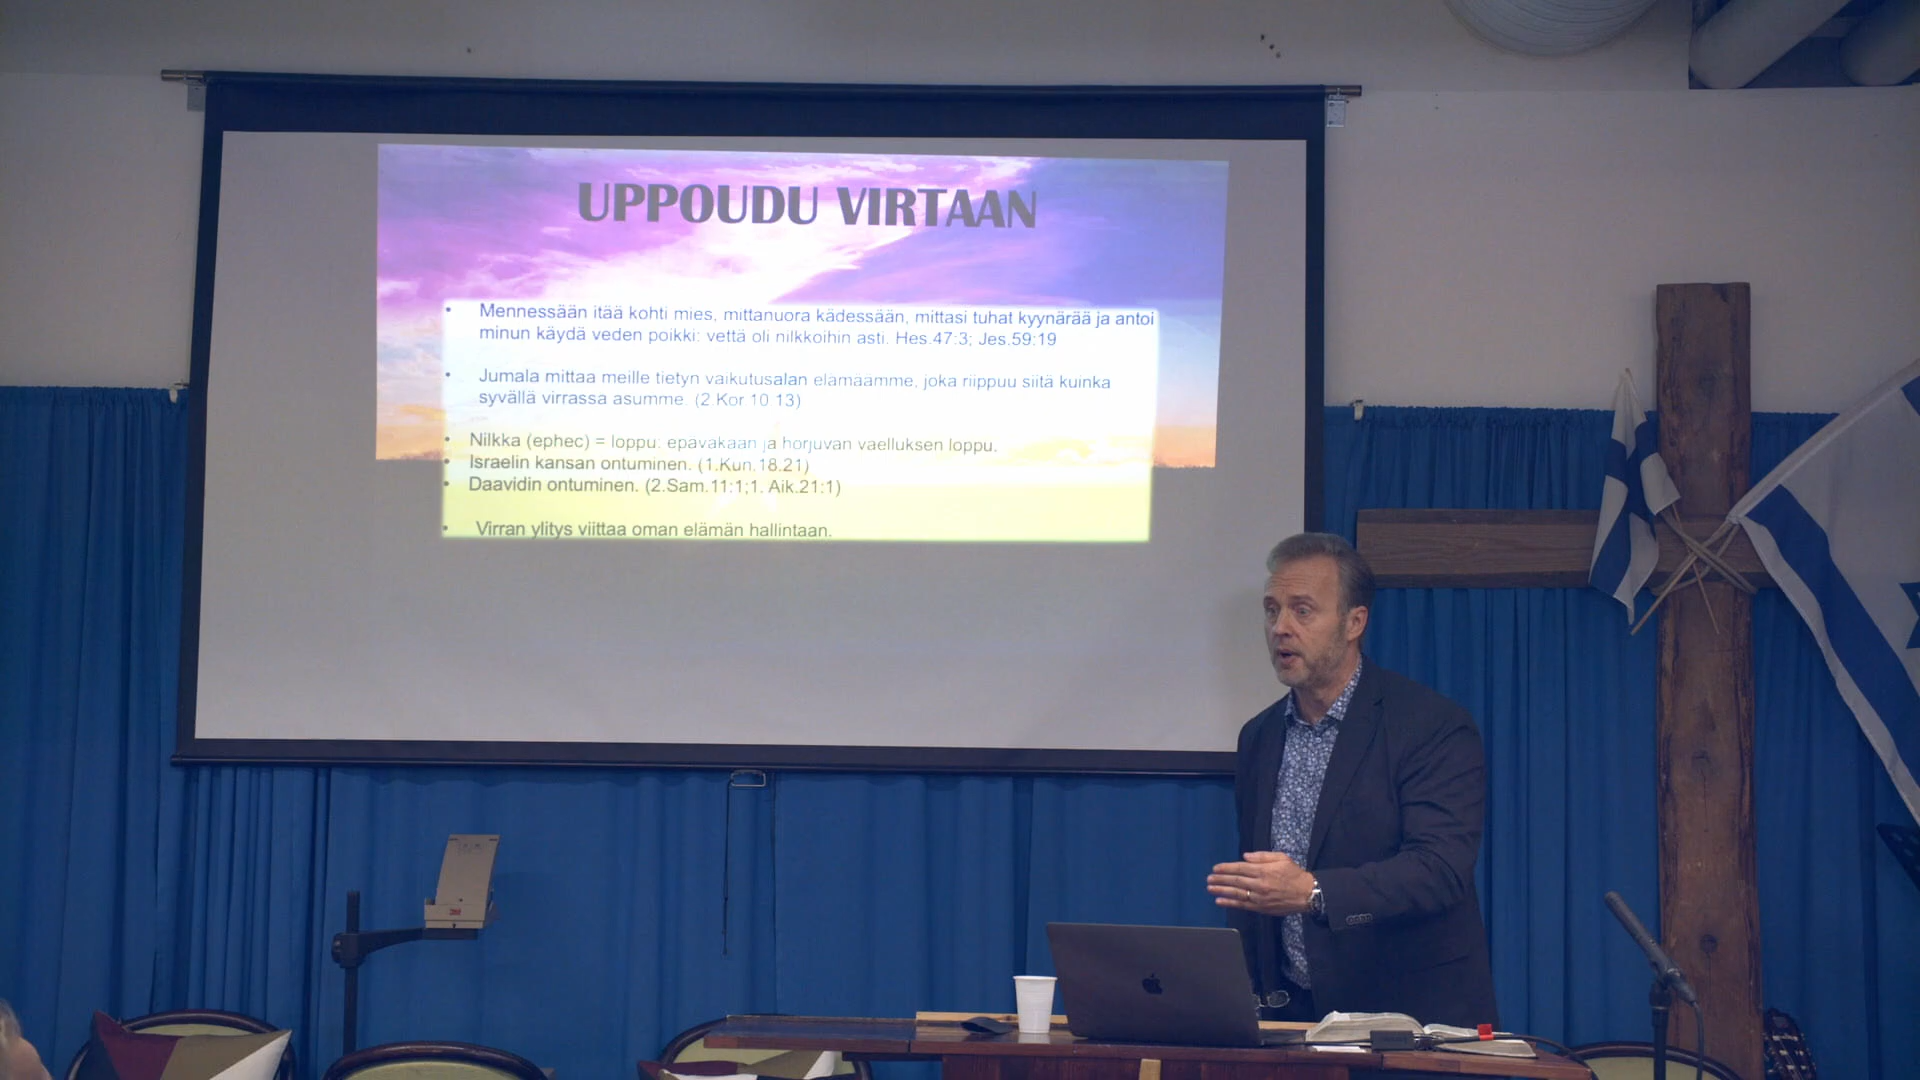 UPPOUDU VIRTAAN
• Mennessään itää kohti mies, mittanuora kädessään, mittasi tuhat kyynärää ja antoi
minun käydä veden poikki: vettä oli nilkkoihin asti. Hes.47:3; Jes.59:19
• Jumala mittaa meille tietyn vaikutusalan elämäämme, joka riippuu siitä kuinka
syvällä virrassa asumme. (2.Kor 10 13)
• Nilkka (ephec) = loppu: epävakaan ja horjuvan vaelluksen loppu.
• Israelin kansan ontuminen. (1.Kun.18.21)
• Daavidin ontuminen. (2.Sam.11:1;1. Aik.21:1)
• Virran ylitys viittaa oman elämän hallintaan.
3M